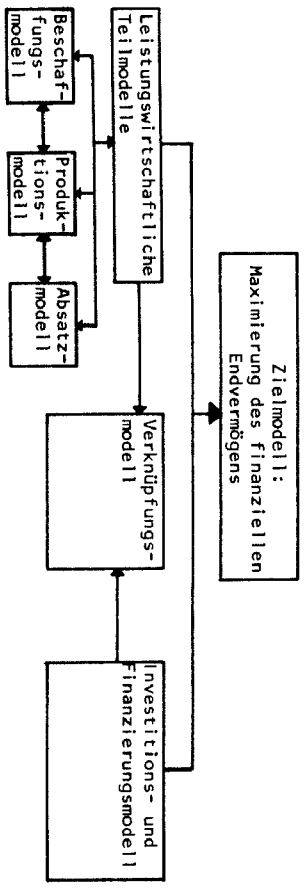 Zielmodell:
Maximierung des finanziellen
Endvermögens
Leistungswirtschaftliche
Teilmodelle
Verknüpfungs-
modell
Investitions- und
Finanzierungsmodell
Beschaf-
fungs-
modell
Produk-
tions-
modell
Absatz-
modell